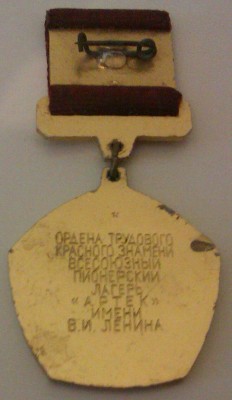 ОРДЕНА ТРУДОВОГО
КРАСНОГО ЗНАМЕНИ
ВСЕСОЮЗНЫЙ
ПИОНЕРСКИЙ
ЛАГЕРЬ
«АРТЕК»
ИМЕНИ
В.И. ЛЕНИНА